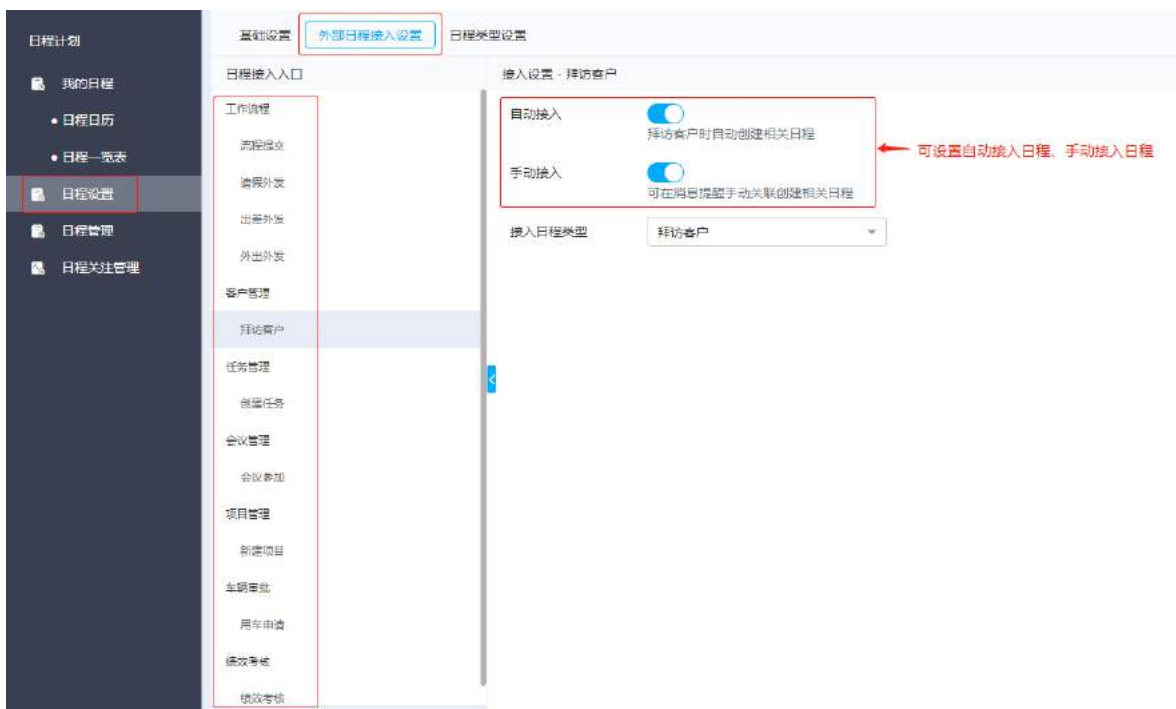 日程计划
我的日程
日程日历
日程一览表
日程设置
日程管理
日程关注管理
基础设置
外部日程接入设置
日程类型设置
日程接入入口
工作流程
流程提交
请假外发
出差外发
外出外发
客户管理
拜访客户
任务管理
创建任务
会议管理
会议参加
项目管理
新建项目
车辆审批
用车申请
绩效考核
绩效考核
接入设置 - 拜访客户
自动接入
拜访客户时自动创建相关日程
手动接入
可在消息提醒手动关联创建相关日程
可设置自动接入日程、手动接入日程
接入日程类型
拜访客户